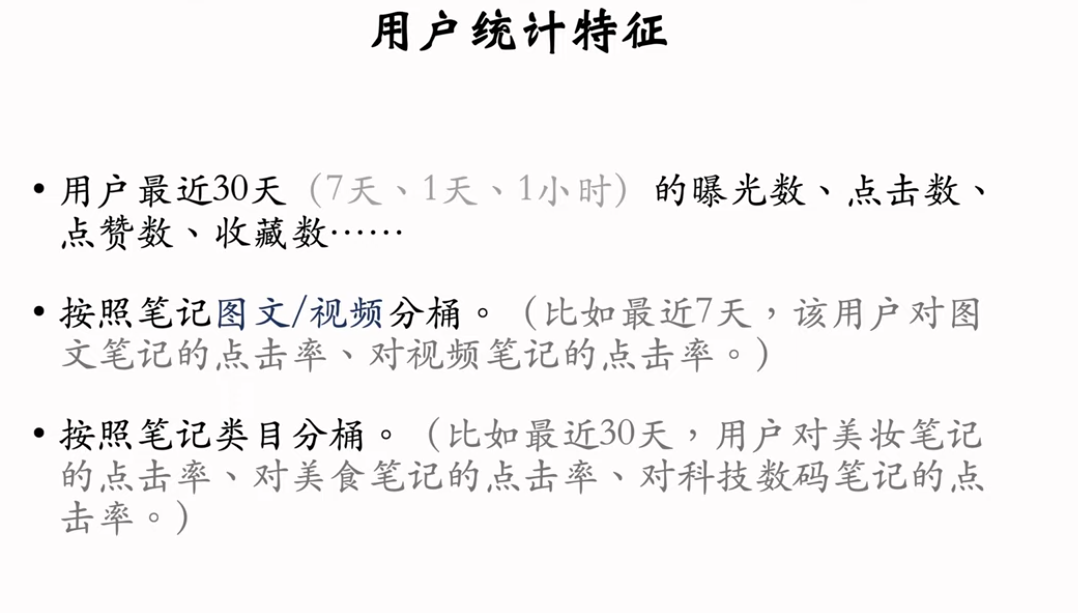 用户统计特征
• 用户最近30天（7天、1天、1小时）的曝光数、点击数、
点赞数、收藏数……
• 按照笔记图文/视频分桶。（比如最近7天，该用户对图
文笔记的点击率、对视频笔记的点击率。）
• 按照笔记类目分桶。（比如最近30天，用户对美妆笔记
的点击率、对美食笔记的点击率、对科技数码笔记的点
击率。）